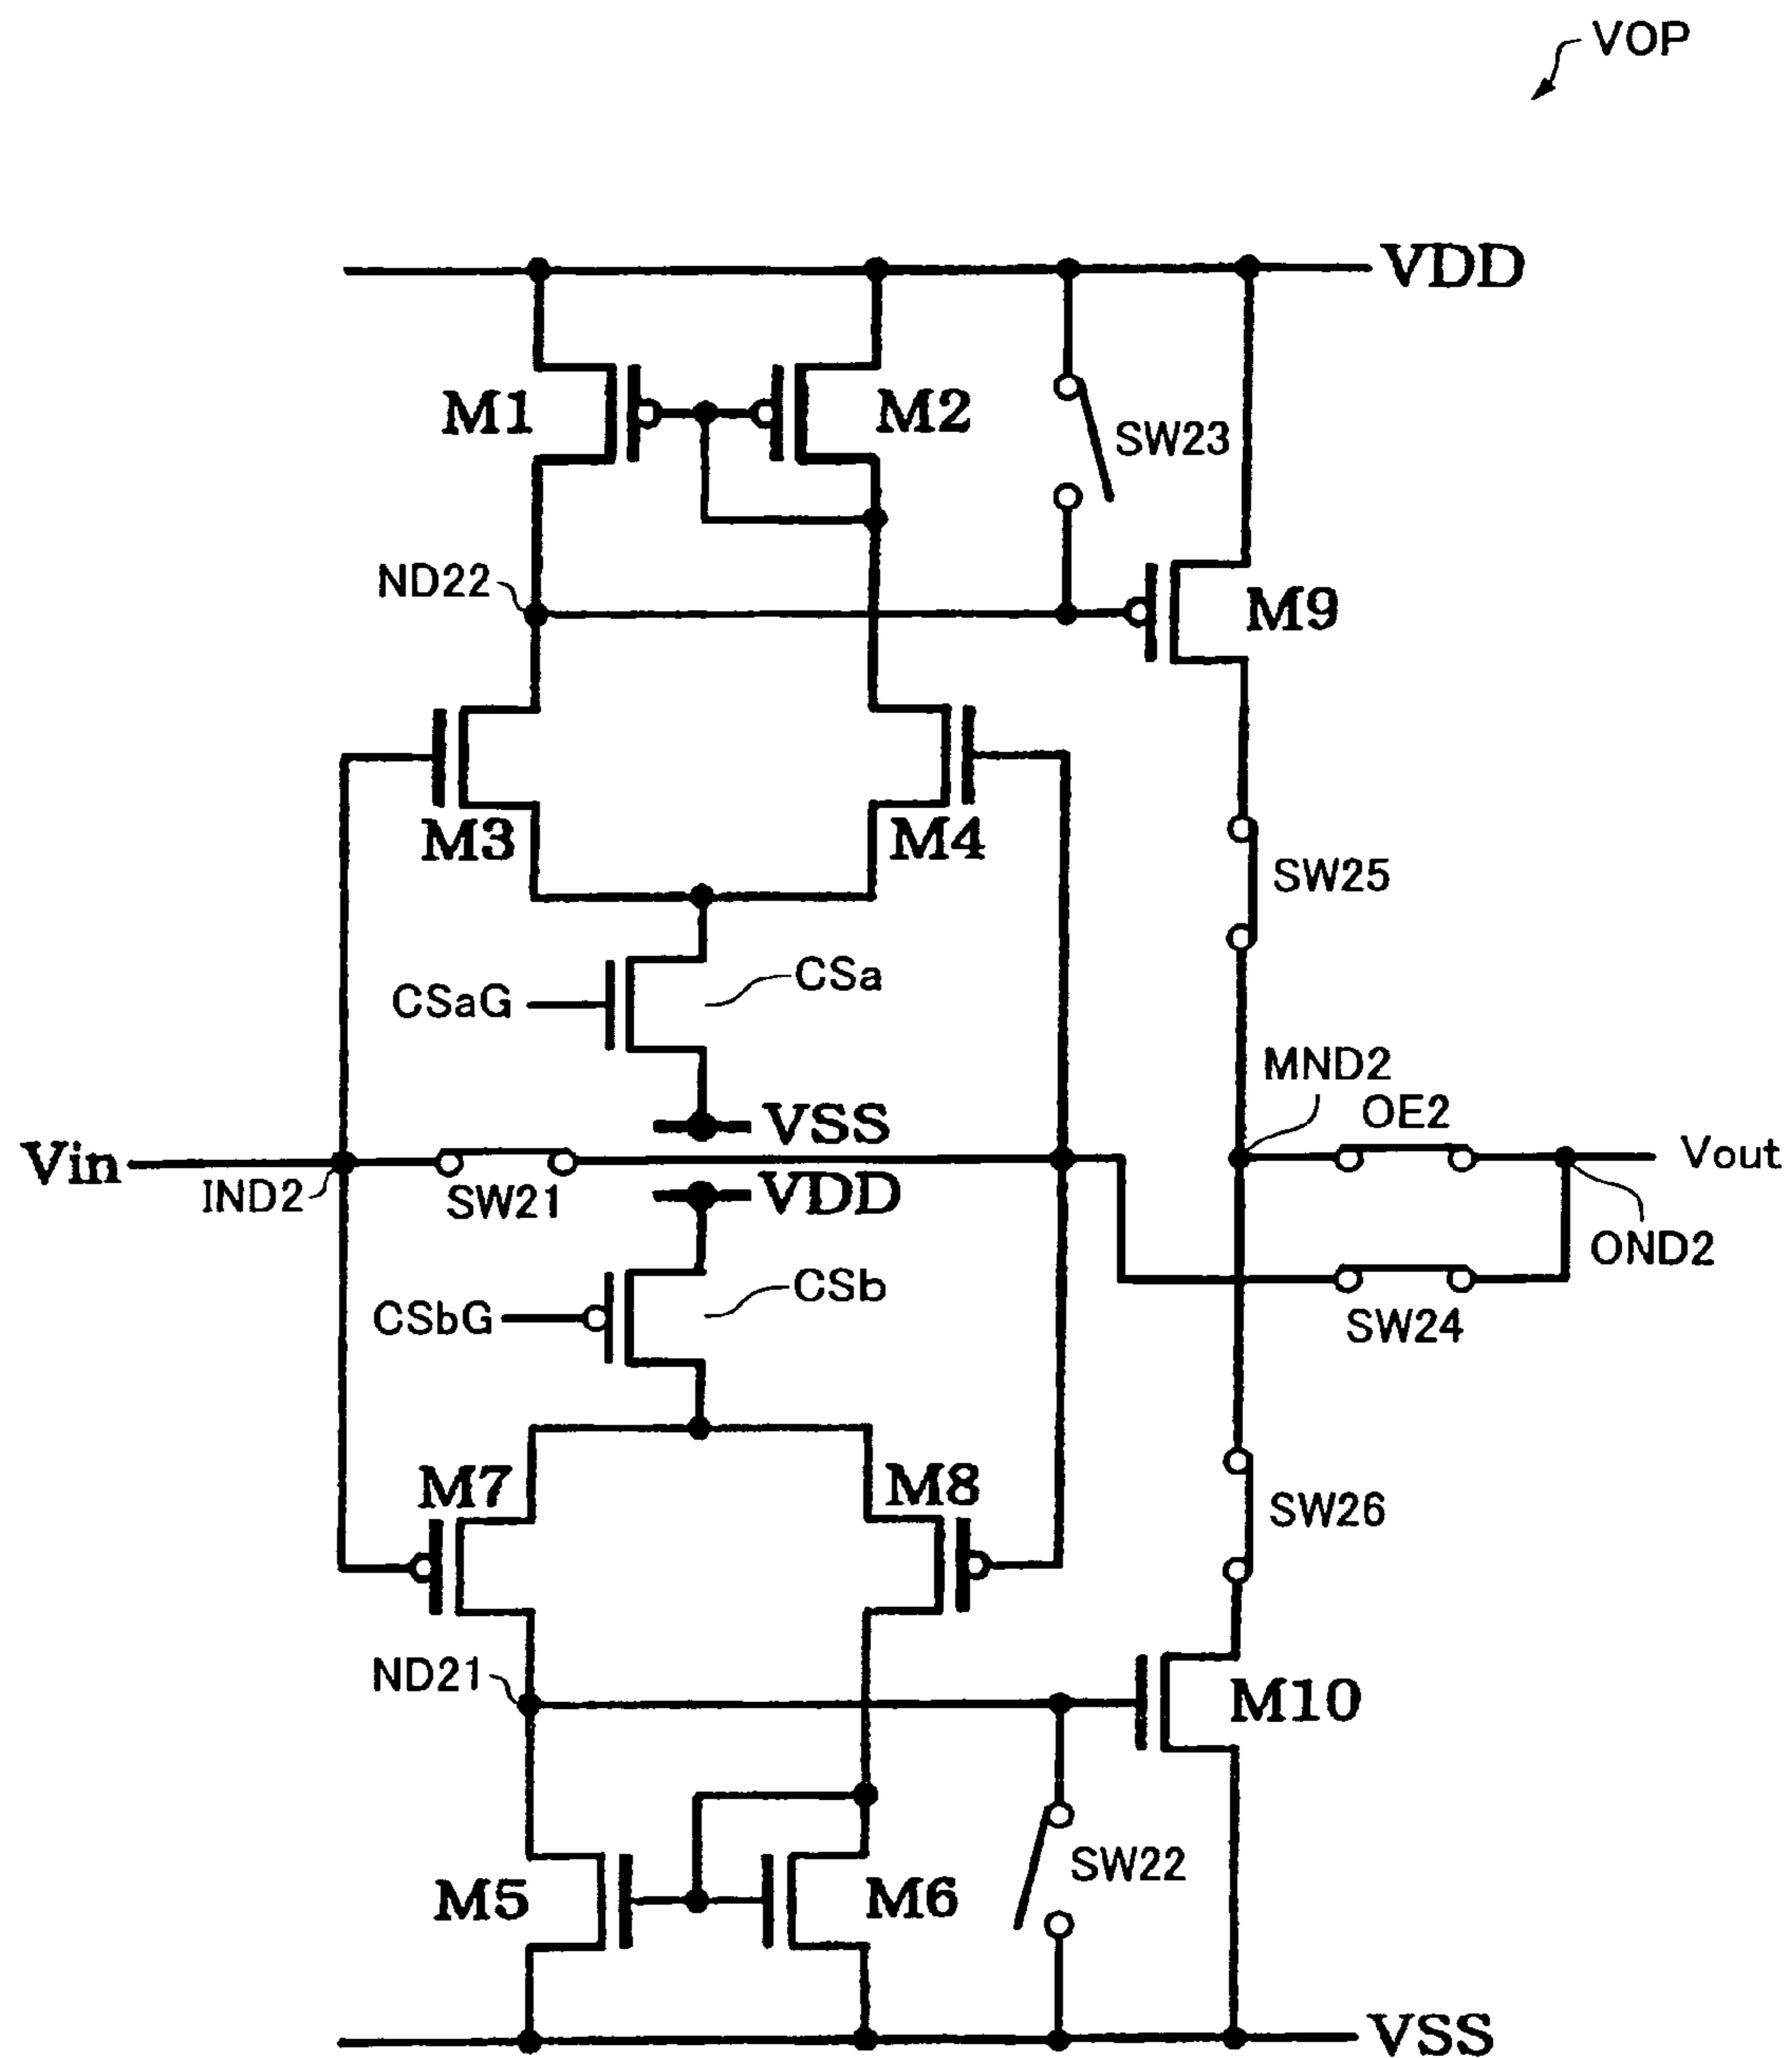 VOP
VDD
M1
M2
SW23
ND22
M9
M3
M4
SW25
CSaG
CSa
MND2
OE2
VSS
Vin
Vout
IND2
SW21
VDD
OND2
CSbG
CSb
SW24
M7
M8
SW26
ND21
M10
M5
M6
SW22
VSS